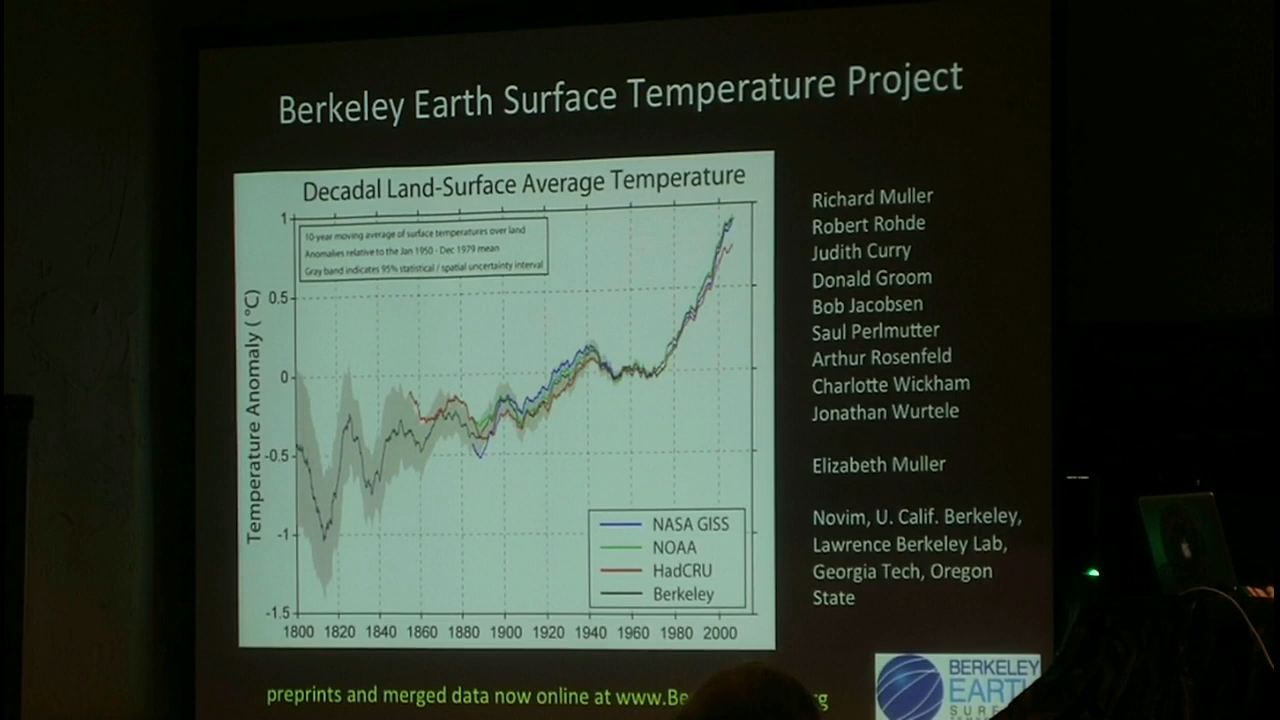 Berkeley Earth Surface Temperature Project
Decadal Land-Surface Average Temperature
10-year moving average of surface temperatures over land
Anomalies relative to the Jan 1950 - Dec 1979 mean
Gray band indicates 95% statistical / spatial uncertainty interval
Temperature Anomaly ( °C)
1
0.5
0
-0.5
-1
-1.5
1800 1820 1840 1860 1880 1900 1920 1940 1960 1980 2000
NASA GISS
NOAA
HadCRU
Berkeley
Richard Muller
Robert Rohde
Judith Curry
Donald Groom
Bob Jacobsen
Saul Perlmutter
Arthur Rosenfeld
Charlotte Wickham
Jonathan Wurtele
Elizabeth Muller
Novim, U. Calif. Berkeley,
Lawrence Berkeley Lab,
Georgia Tech, Oregon
State
preprints and merged data now online at
BERKELEY
EARTH